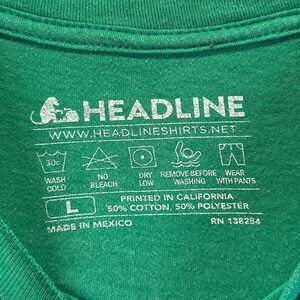 HEADLINE
WWW.HEADLINESHIRTS.NET
30c
WASH COLD
NO BLEACH
DRY LOW
REMOVE BEFORE WASHING
WEAR WITH PANTS
L
PRINTED IN CALIFORNIA
50% COTTON, 50% POLYESTER
MADE IN MEXICO
RN 138254